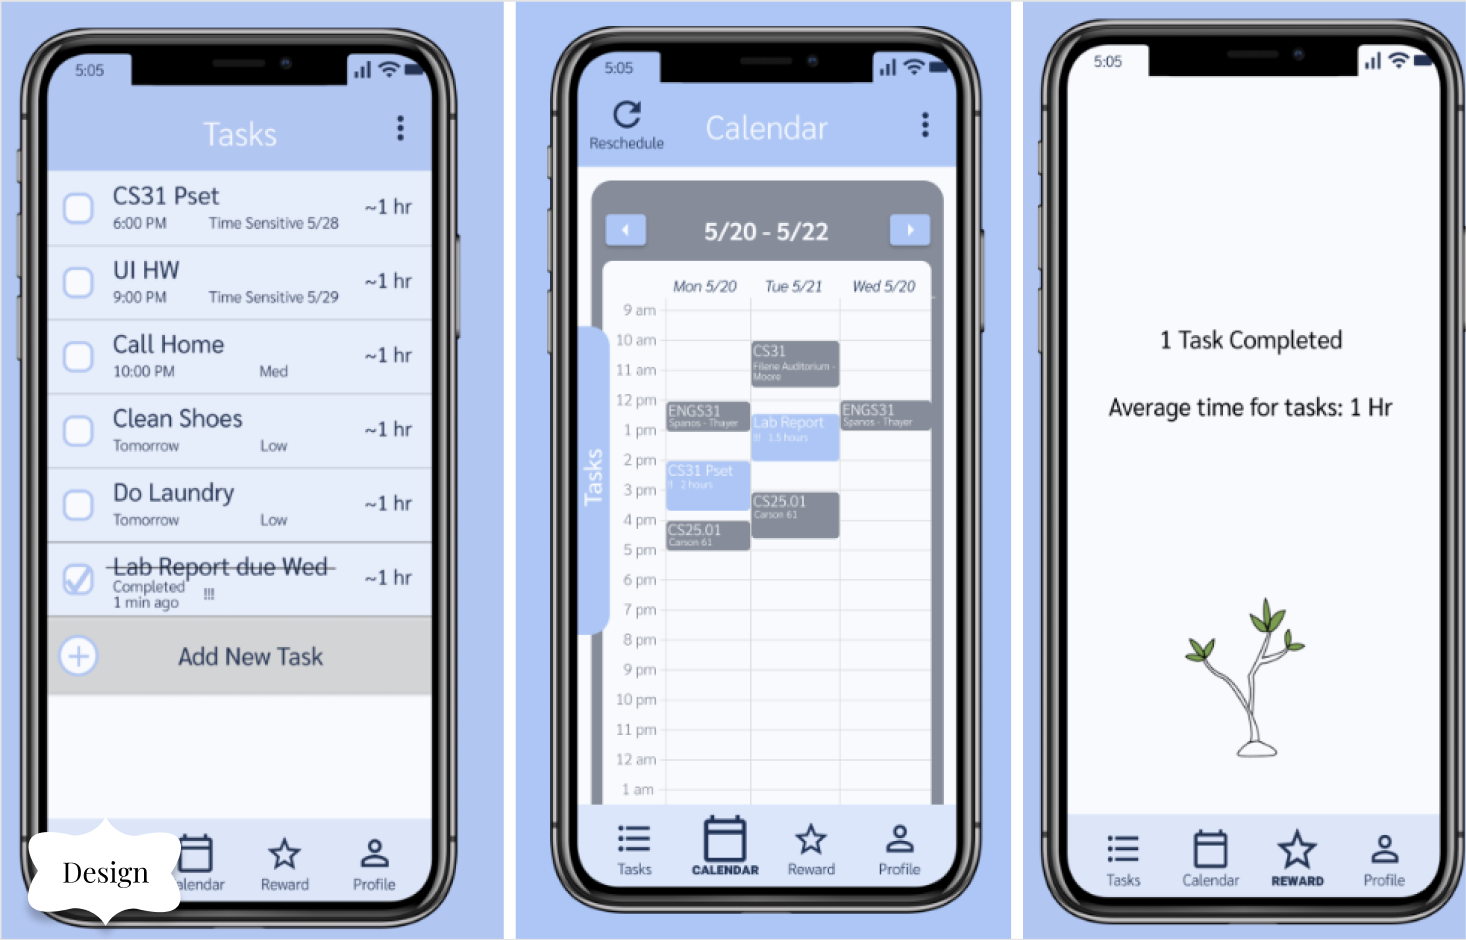 5:05
Tasks
CS31 Pset
6:00 PM Time Sensitive 5/28
~1 hr
UI HW
9:00 PM Time Sensitive 5/29
~1 hr
Call Home
10:00 PM Med
~1 hr
Clean Shoes
Tomorrow Low
~1 hr
Do Laundry
Tomorrow Low
~1 hr
Lab Report due Wed
Completed !!!
1 min ago
~1 hr
Add New Task
Design
alendar Reward Profile
5:05
Reschedule
Calendar
5/20 - 5/22
Mon 5/20 Tue 5/21 Wed 5/20
Tasks
9 am
10 am
11 am
12 pm
1 pm
2 pm
3 pm
4 pm
5 pm
6 pm
7 pm
8 pm
9 pm
10 pm
11 pm
12 am
1 am
ENGS31
Spanos - Thayer
CS31 Pset
2 hours
CS25.01
Carson 61
CS31
Filene Auditorium -
Moore
Lab Report
1.5 hours
CS25.01
Carson 61
ENGS31
Spanos - Thayer
Tasks CALENDAR Reward Profile
5:05
1 Task Completed
Average time for tasks: 1 Hr
Tasks Calendar REWARD Profile